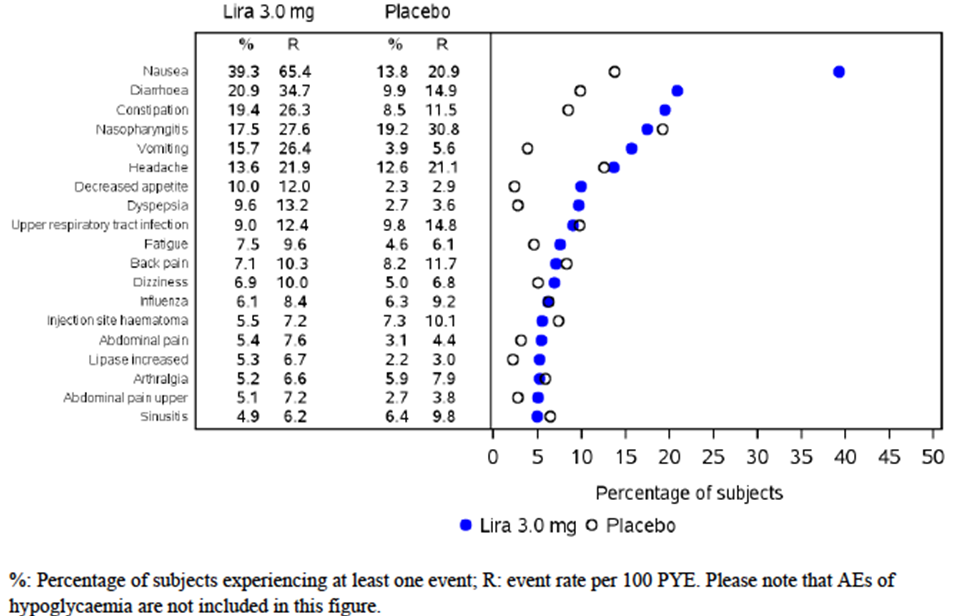 Lira 3.0 mg Placebo
% R % R
Nausea 39.3 65.4 13.8 20.9
Diarrhoea 20.9 34.7 9.9 14.9
Constipation 19.4 26.3 8.5 11.5
Nasopharyngitis 17.5 27.6 19.2 30.8
Vomiting 15.7 26.4 3.9 5.6
Headache 13.6 21.9 12.6 21.1
Decreased appetite 10.0 12.0 2.3 2.9
Dyspepsia 9.6 13.2 2.7 3.6
Upper respiratory tract infection 9.0 12.4 9.8 14.8
Fatigue 7.5 9.6 4.6 6.1
Back pain 7.1 10.3 8.2 11.7
Dizziness 6.9 10.0 5.0 6.8
Influenza 6.1 8.4 6.3 9.2
Injection site haematoma 5.5 7.2 7.3 10.1
Abdominal pain 5.4 7.6 3.1 4.4
Lipase increased 5.3 6.7 2.2 3.0
Arthralgia 5.2 6.6 5.9 7.9
Abdominal pain upper 5.1 7.2 2.7 3.8
Sinusitis 4.9 6.2 6.4 9.8
0 5 10 15 20 25 30 35 40 45 50
Percentage of subjects
Lira 3.0 mg Placebo
%: Percentage of subjects experiencing at least one event; R: event rate per 100 PYE. Please note that AEs of
hypoglycaemia are not included in this figure.